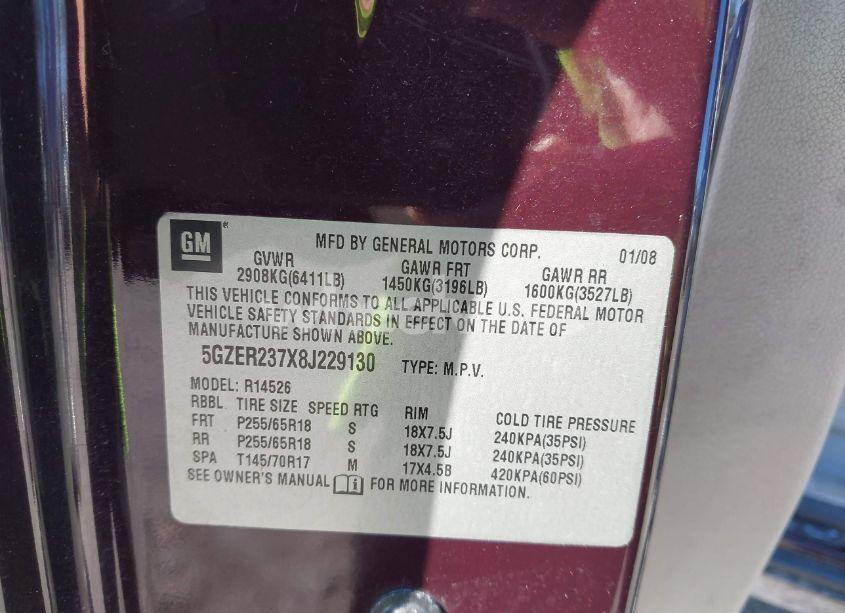 GM ® MFD BY GENERAL MOTORS CORP. 01/08
GVWR GAWR FRT GAWR RR
2908KG(6411LB) 1450KG(3196LB) 1600KG(3527LB)
THIS VEHICLE CONFORMS TO ALL APPLICABLE U.S. FEDERAL MOTOR
VEHICLE SAFETY STANDARDS IN EFFECT ON THE DATE OF
MANUFACTURE SHOWN ABOVE.
5GZER237X8J229130 TYPE: M.P.V.
MODEL: R14526
RBBL TIRE SIZE SPEED RTG RIM COLD TIRE PRESSURE
FRT P255/65R18 S 18X7.5J 240KPA(35PSI)
RR P255/65R18 S 18X7.5J 240KPA(35PSI)
SPA T145/70R17 M 17X4.5B 420KPA(60PSI)
SEE OWNER'S MANUAL FOR MORE INFORMATION.